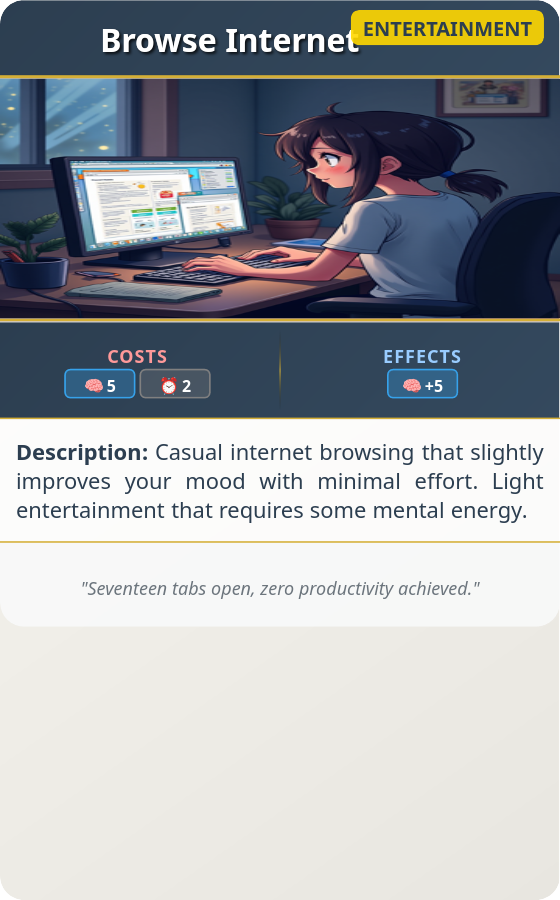 Browse Internet
ENTERTAINMENT
COSTS
🧠 5
⏰ 2
EFFECTS
🧠 +5
Description: Casual internet browsing that slightly
improves your mood with minimal effort. Light
entertainment that requires some mental energy.
"Seventeen tabs open, zero productivity achieved."